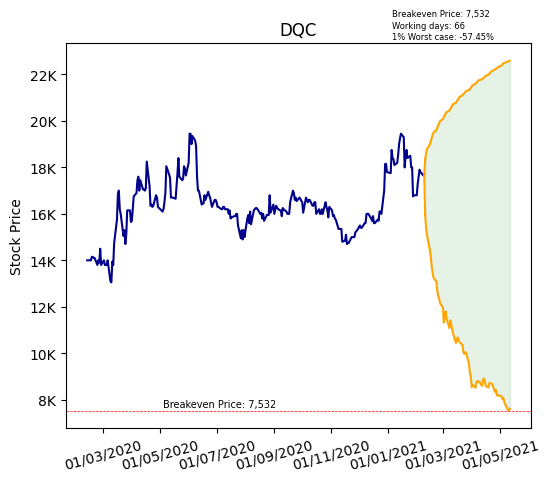 Breakeven Price: 7,532
Working days: 66
1% Worst case: -57.45%
DQC
Stock Price
22K
20K
18K
16K
14K
12K
10K
8K
Breakeven Price: 7,532
01/03/2020
01/05/2020
01/07/2020
01/09/2020
01/11/2020
01/01/2021
01/03/2021
01/05/2021